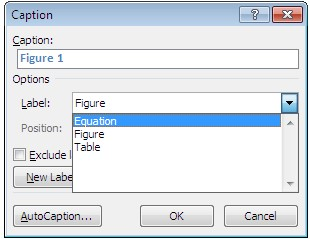 Caption
Caption:
Figure 1
Options
Label: Figure
Equation
Position: Figure
Table
Exclude
New Labe
AutoCaption... OK Cancel